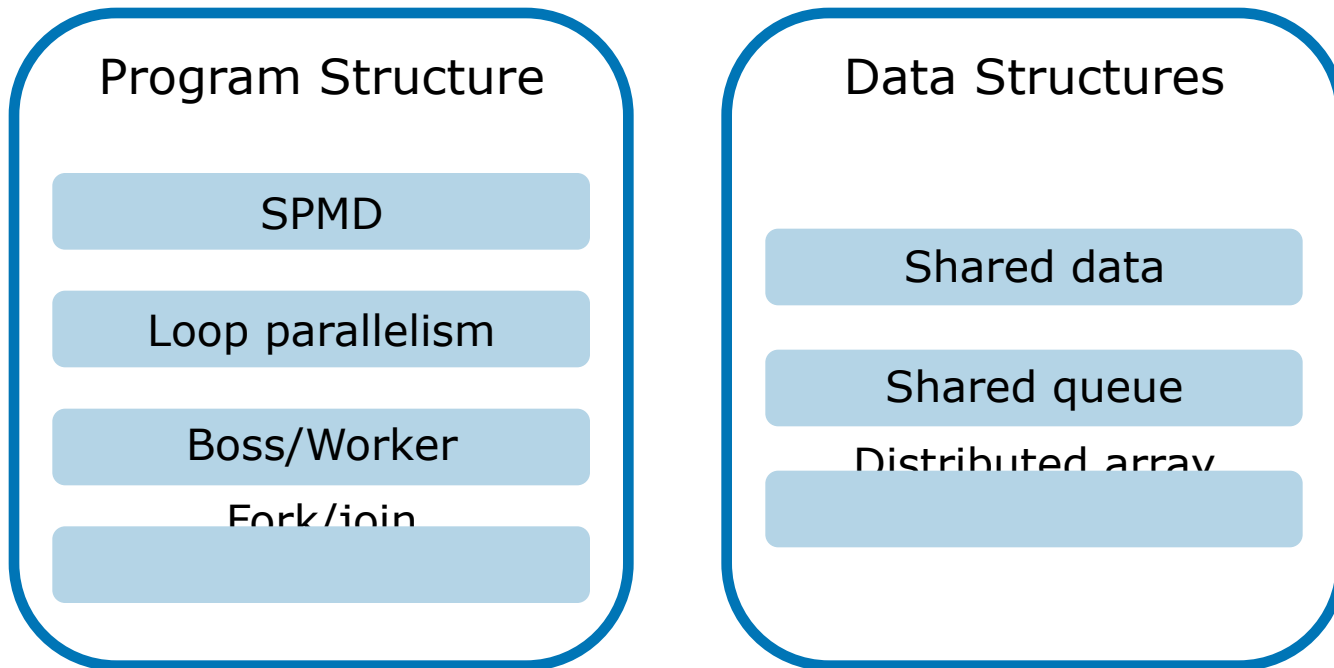 Program Structure
SPMD
Loop parallelism
Boss/Worker
Fork/join
Data Structures
Shared data
Shared queue
Distributed array